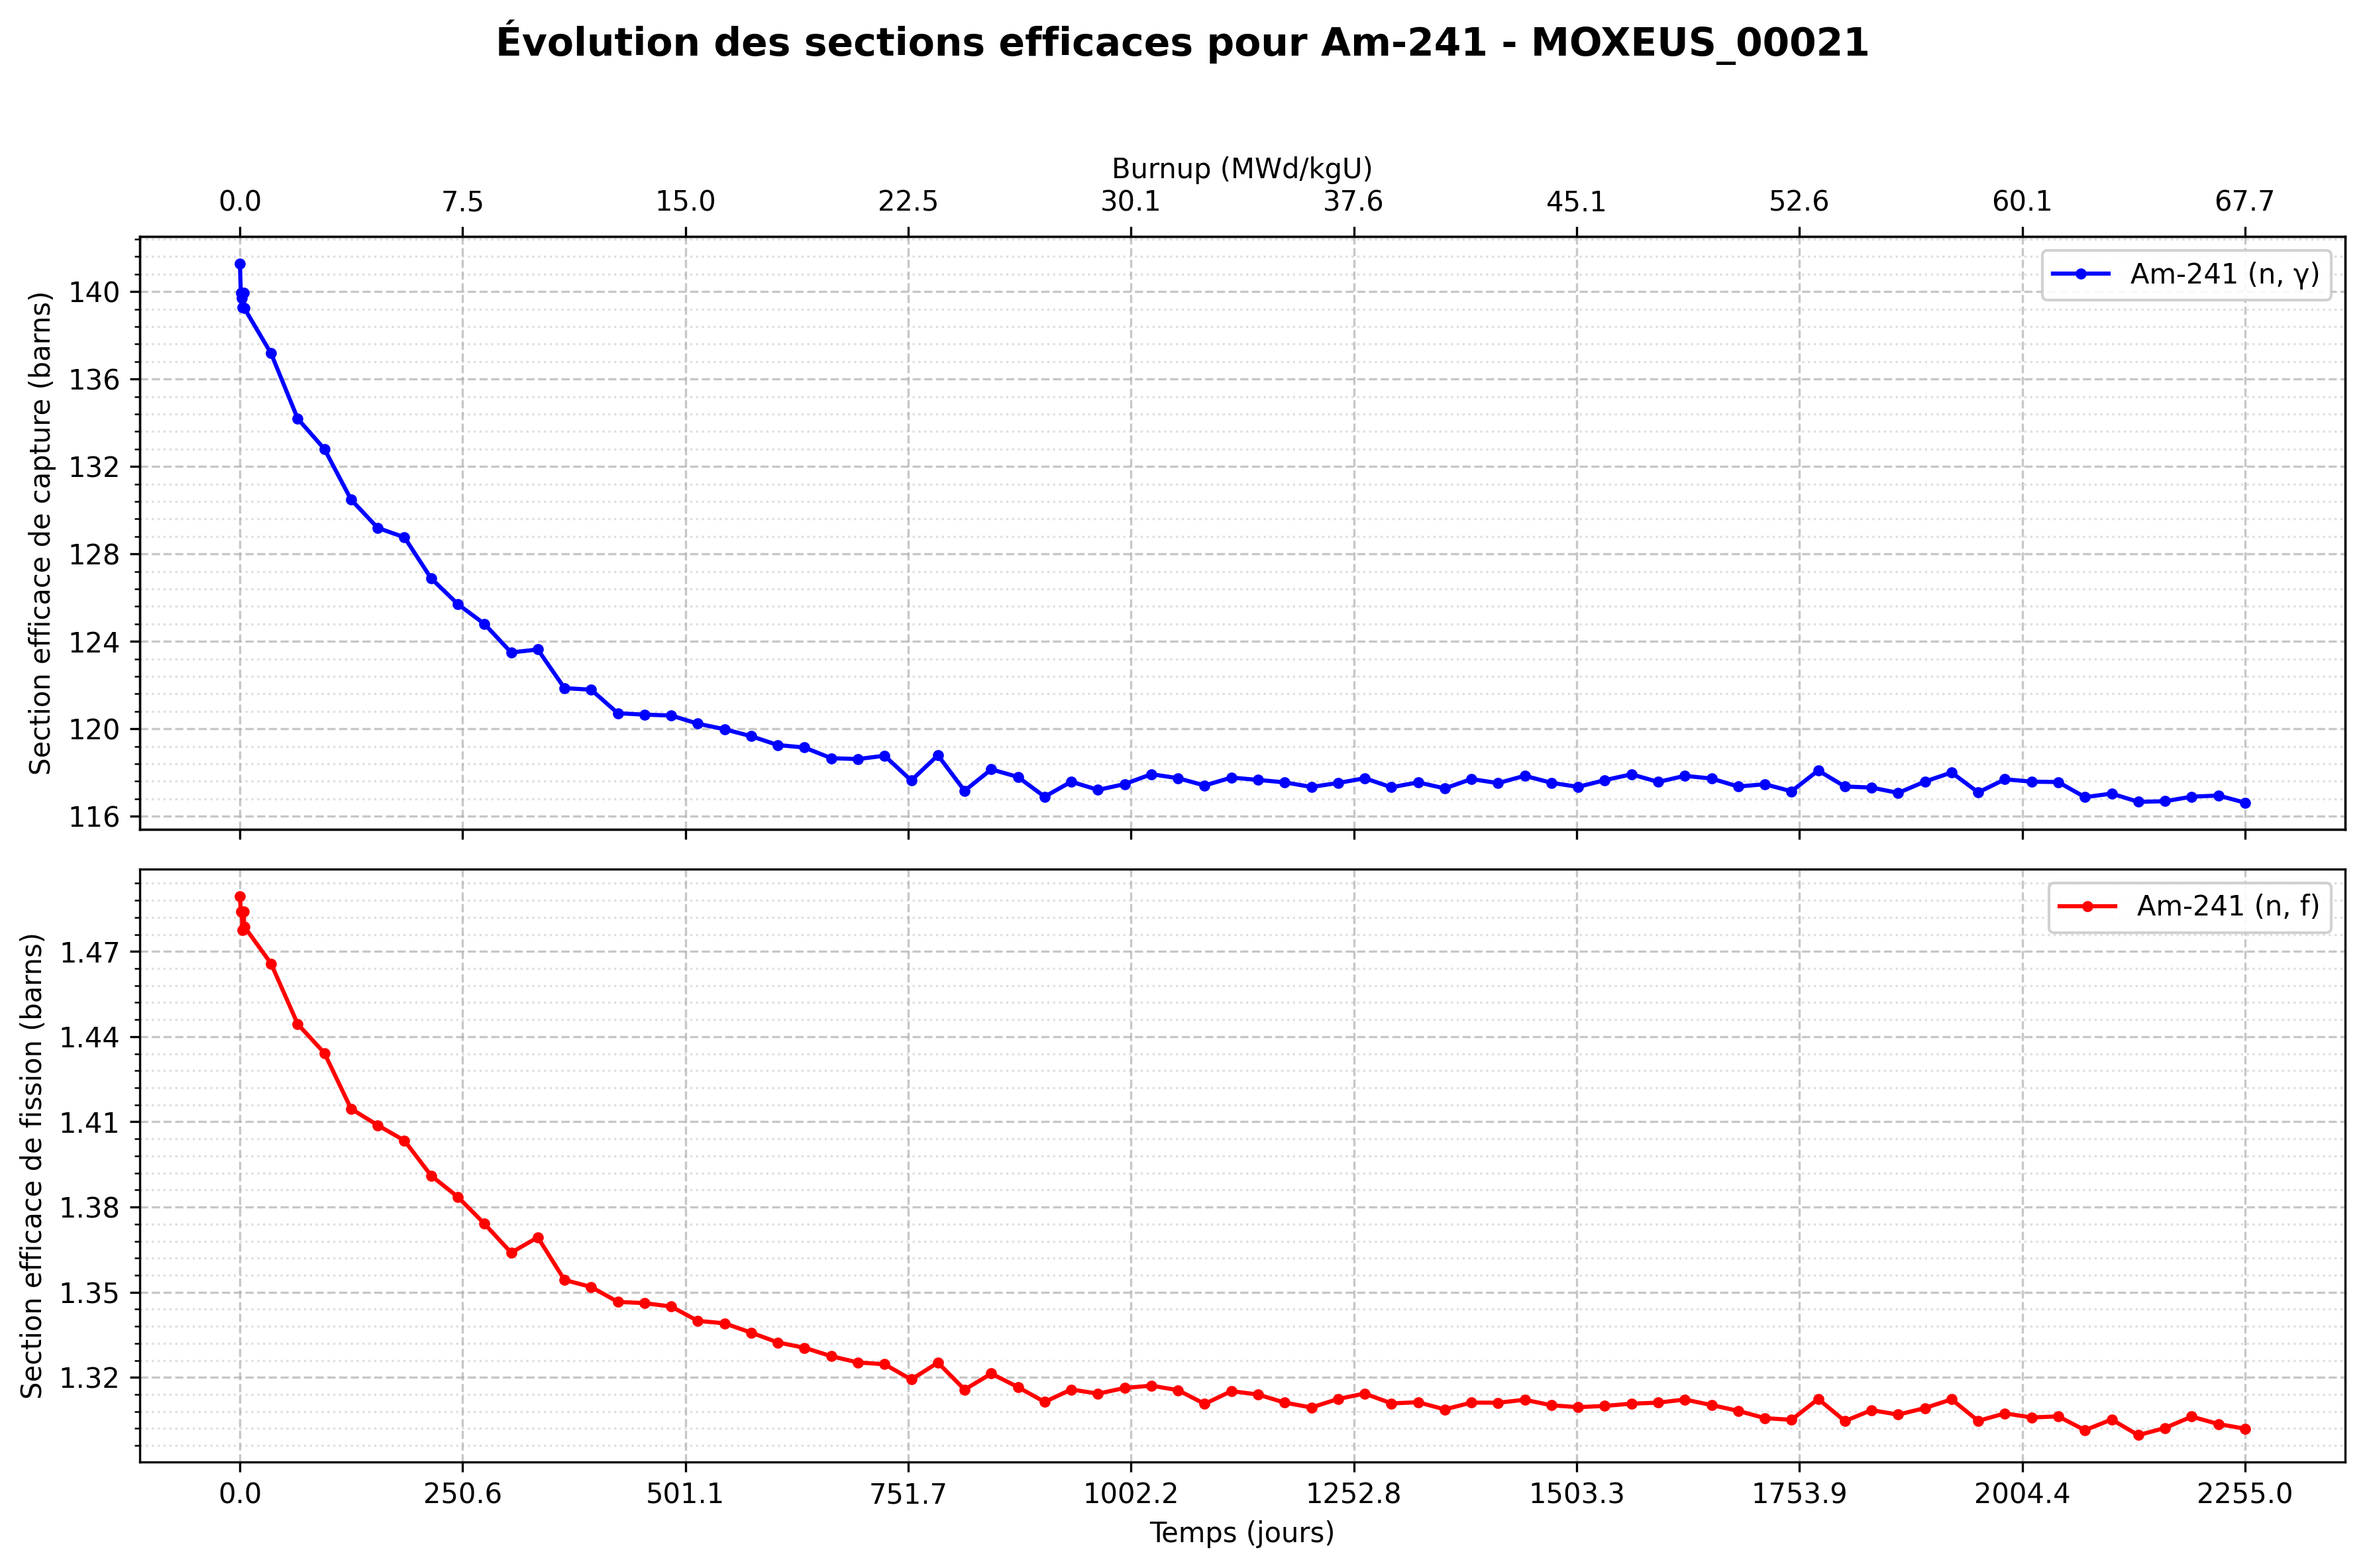 Évolution des sections efficaces pour Am-241 - MOXEUS_00021
Burnup (MWd/kgU)
0.0 7.5 15.0 22.5 30.1 37.6 45.1 52.6 60.1 67.7
Section efficace de capture (barns)
140
136
132
128
124
120
116
Am-241 (n, γ)
Section efficace de fission (barns)
1.47
1.44
1.41
1.38
1.35
1.32
Am-241 (n, f)
0.0 250.6 501.1 751.7 1002.2 1252.8 1503.3 1753.9 2004.4 2255.0
Temps (jours)